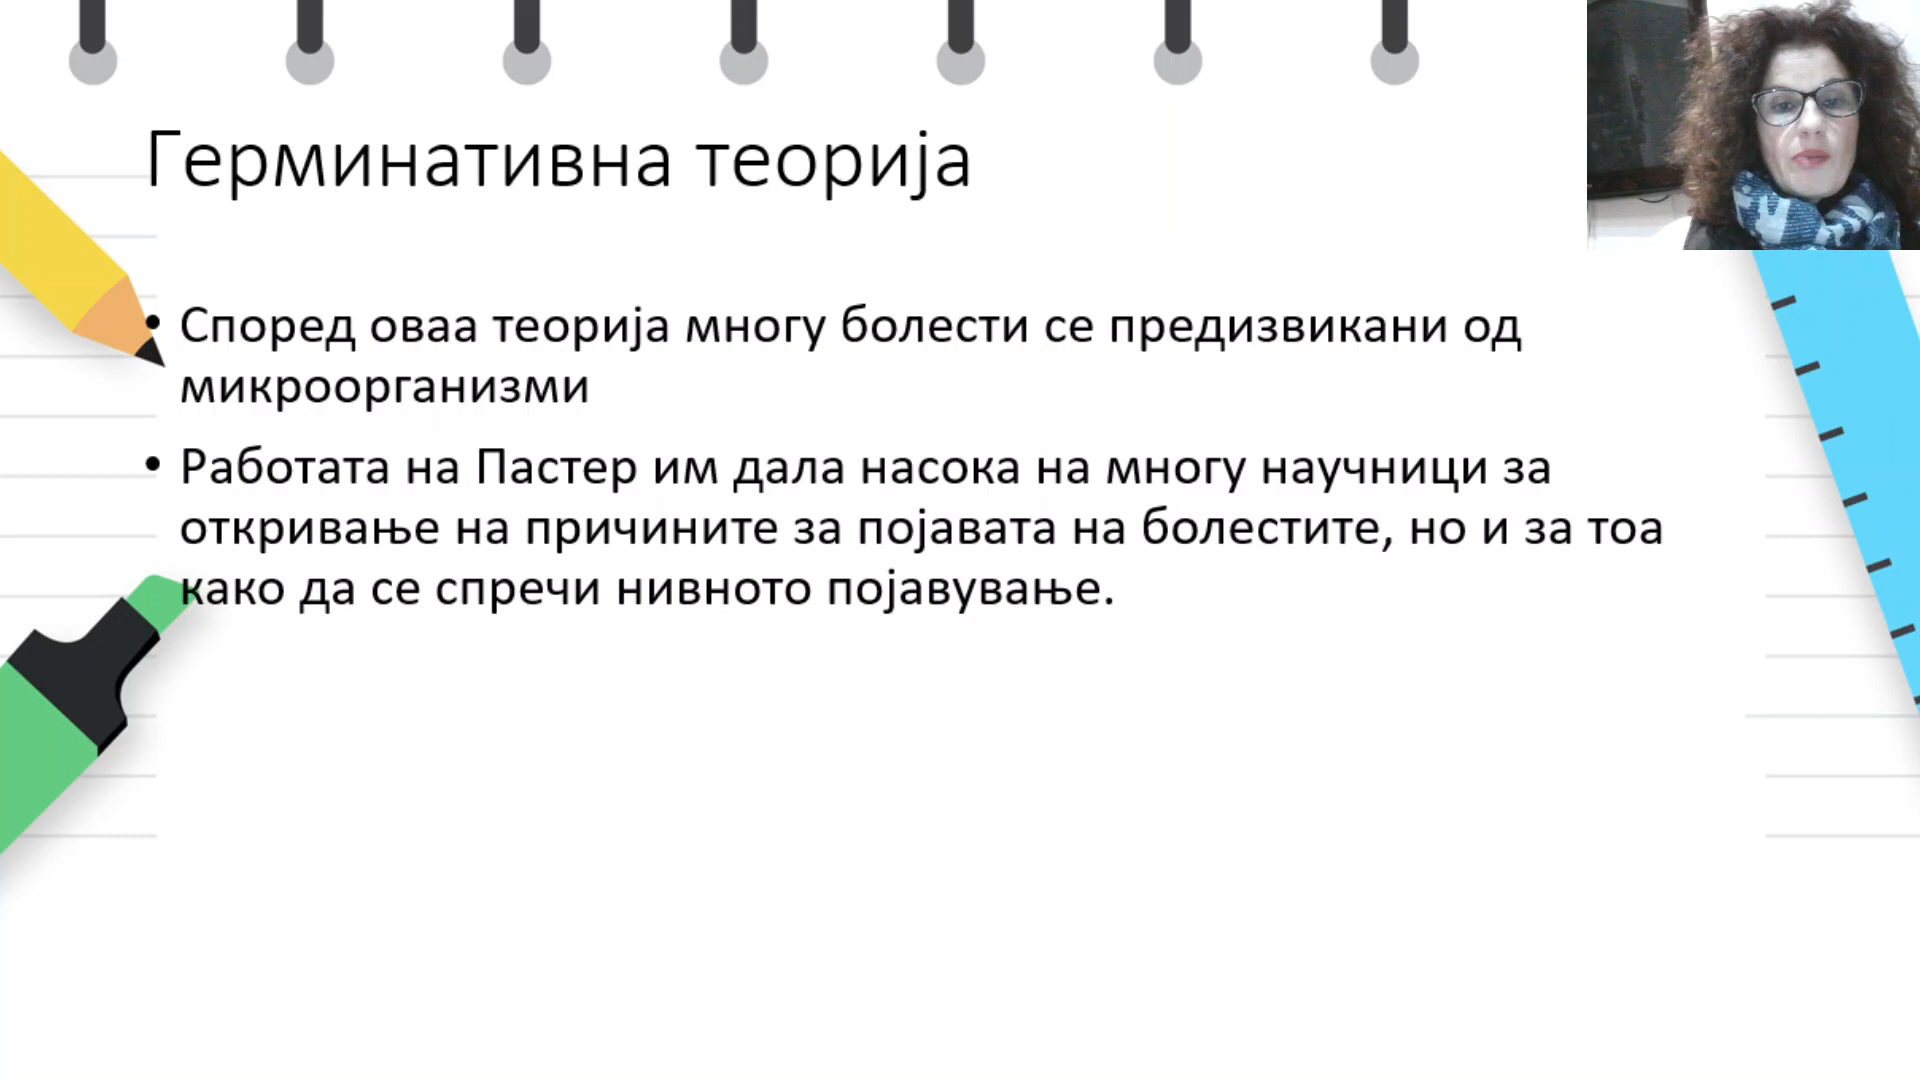 Герминативна теорија
• Според оваа теорија многу болести се предизвикани од
микроорганизми
• Работата на Пастер им дала насока на многу научници за
откривање на причините за појавата на болестите, но и за тоа
како да се спречи нивното појавување.